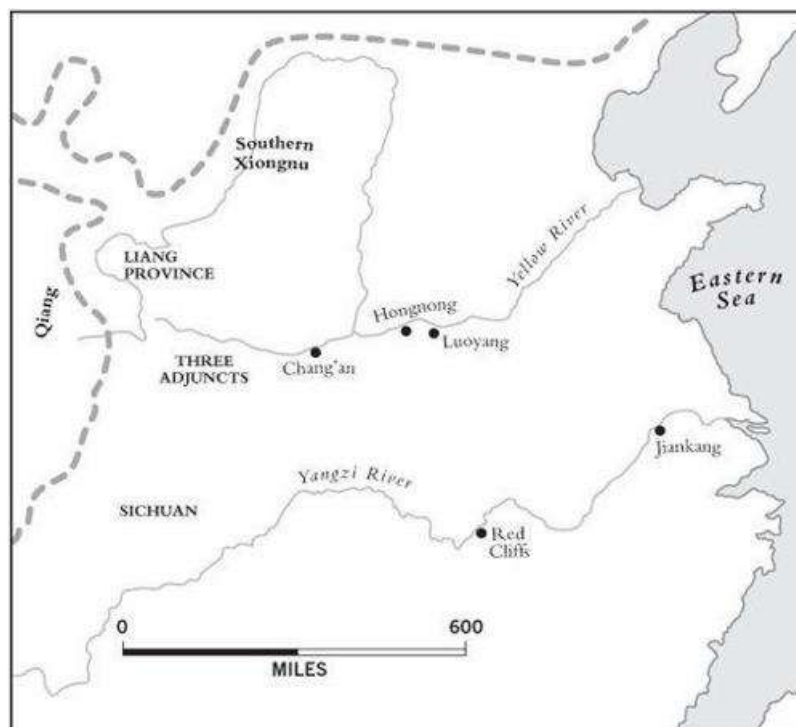 Southern
Xiongnu
Yellow River
LIANG
PROVINCE
Eastern
Sea
Qiang
Hongnong
Luoyang
Chang'an
THREE
ADJUNCTS
Jiankang
Yangzi River
SICHUAN
Red
Cliffs
0 600
MILES